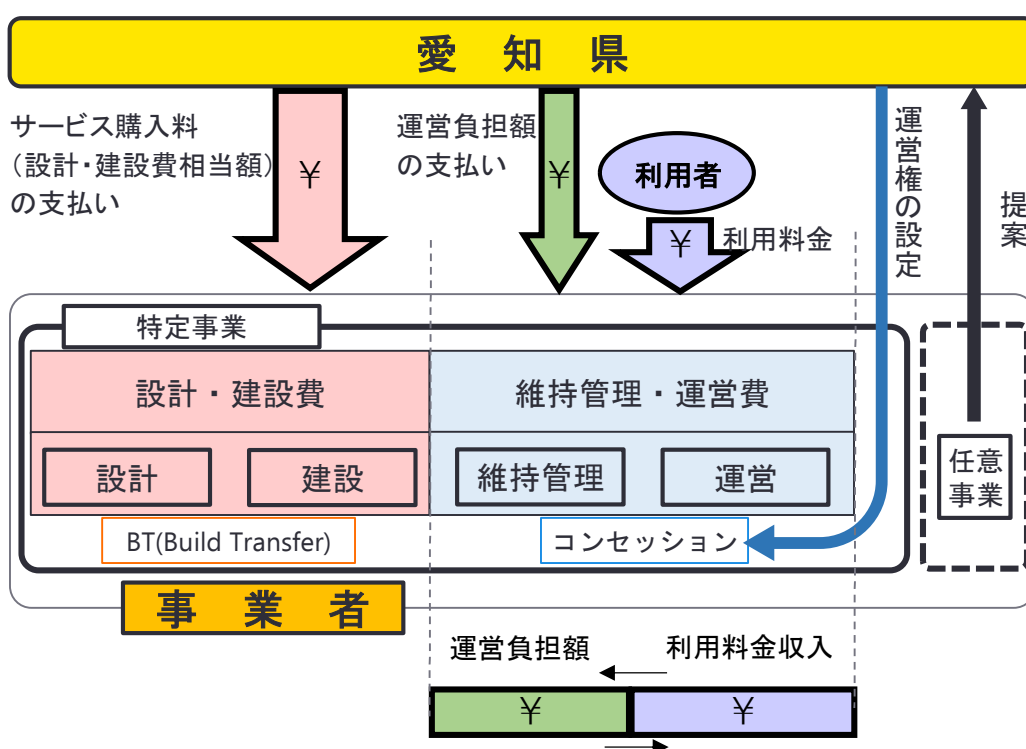 愛 知 県
サービス購入料
(設計・建設費相当額)
の支払い
¥
運営負担額
の支払い
¥
利用者
¥
利用料金
運営権の設定
提案
特定事業
設計・建設費
維持管理・運営費
設計
建設
維持管理
運営
任意
事業
BT(Build Transfer)
コンセッション
事 業 者
運営負担額
利用料金収入
¥
¥